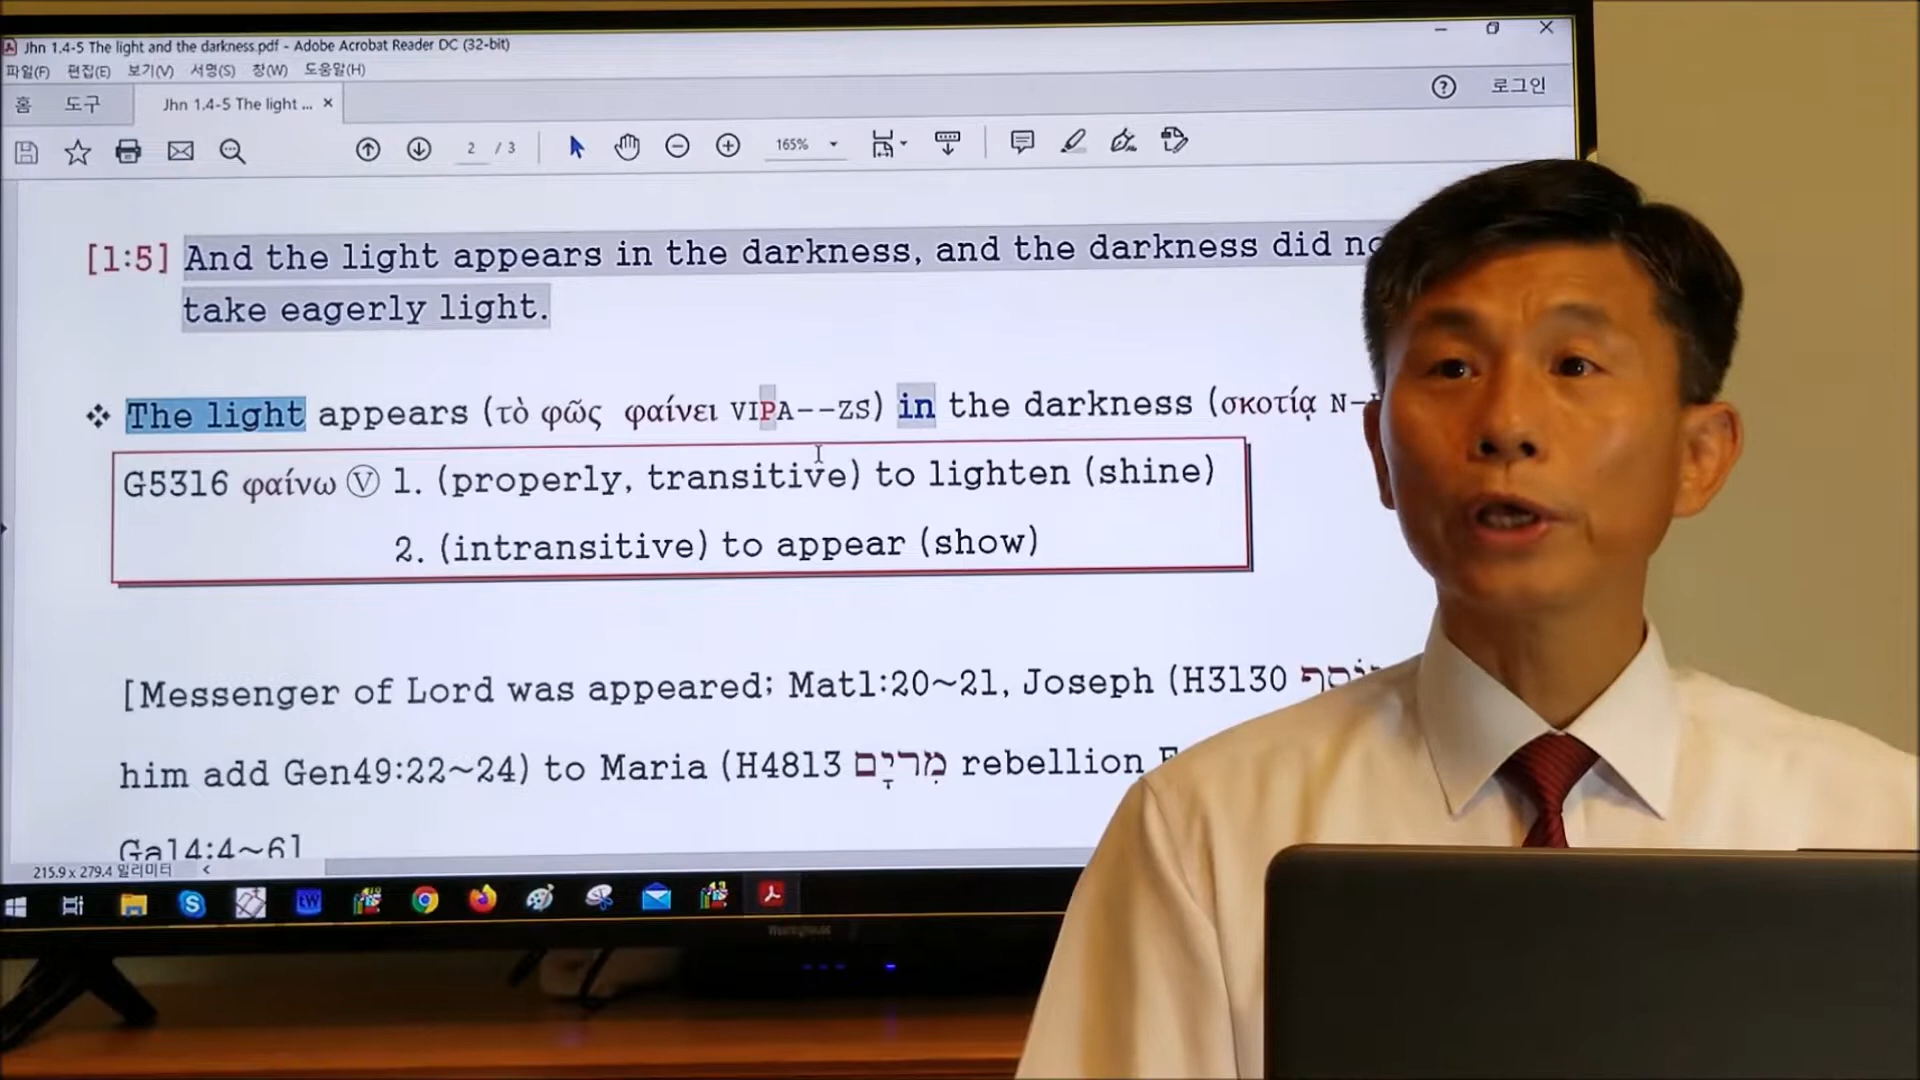 Jhn 1.4-5 The light and the darkness.pdf - Adobe Acrobat Reader DC (32-bit)
파일(F) 편집(E) 보기(V) 서명(S) 창(W) 도움말(H)
홈 도구 Jhn 1.4-5 The light ... × ? 로그인
2 / 3 165%
[1:5] And the light appears in the darkness, and the darkness did
take eagerly light.
❖ The light appears (τὸ φῶς φαίνει VIPA--ZS) in the darkness (σκοτίᾳ
G5316 φαίνω Ⓥ 1. (properly, transitive) to lighten (shine)
2. (intransitive) to appear (show)
[Messenger of Lord was appeared; Mat1:20~21, Joseph (H3130
him add Gen49:22~24) to Maria (H4813 מִרְיָם rebellion
Gal4:4~6]
215.9 x 279.4 밀리미터
Westinghouse